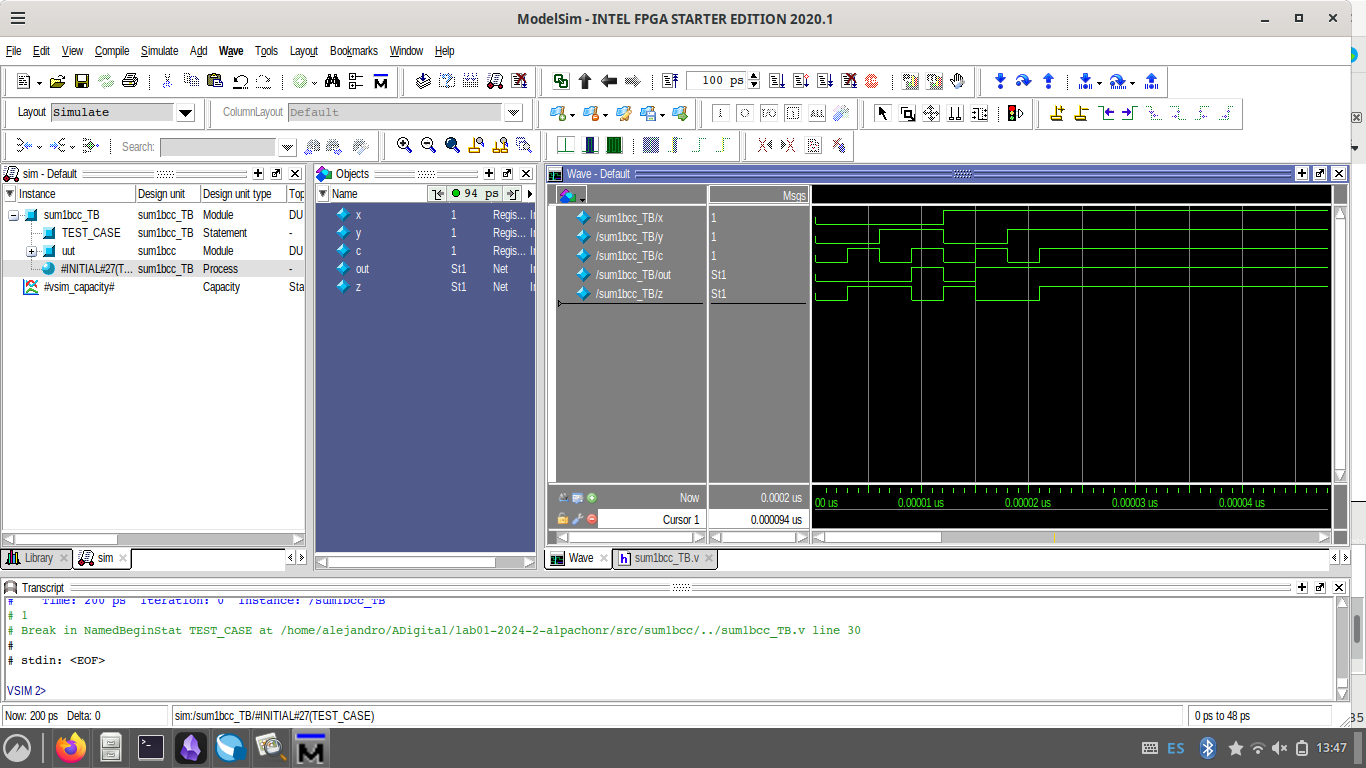 ModelSim - INTEL FPGA STARTER EDITION 2020.1
File Edit View Compile Simulate Add Wave Tools Layout Bookmarks Window Help
100 ps
Layout Simulate ColumnLayout Default ALL
Search:
sim - Default
Instance Design unit Design unit type Top
sum1bcc_TB sum1bcc_TB Module DU
TEST_CASE sum1bcc_TB Statement -
uut sum1bcc Module DU
#INITIAL#27(T... sum1bcc_TB Process -
#vsim_capacity# Capacity Sta
Library sim
Objects
Name 94 ps
x 1 Regis... In
y 1 Regis... In
c 1 Regis... In
out St1 Net In
z St1 Net In
Wave - Default
Msgs
/sum1bcc_TB/x 1
/sum1bcc_TB/y 1
/sum1bcc_TB/c 1
/sum1bcc_TB/out St1
/sum1bcc_TB/z St1
Now 0.0002 us 00 us 0.00001 us 0.00002 us 0.00003 us 0.00004 us
Cursor 1 0.000094 us
Wave sum1bcc_TB.v
Transcript
# Time: 200 ps Iteration: 0 Instance: /sum1bcc_TB
# 1
# Break in NamedBeginStat TEST_CASE at /home/alejandro/ADigital/lab01-2024-2-alpachonr/src/sum1bcc/../sum1bcc_TB.v line 30
#
# stdin: <EOF>
VSIM 2>
Now: 200 ps Delta: 0 sim:/sum1bcc_TB/#INITIAL#27(TEST_CASE) 0 ps to 48 ps
35
ES 13:47